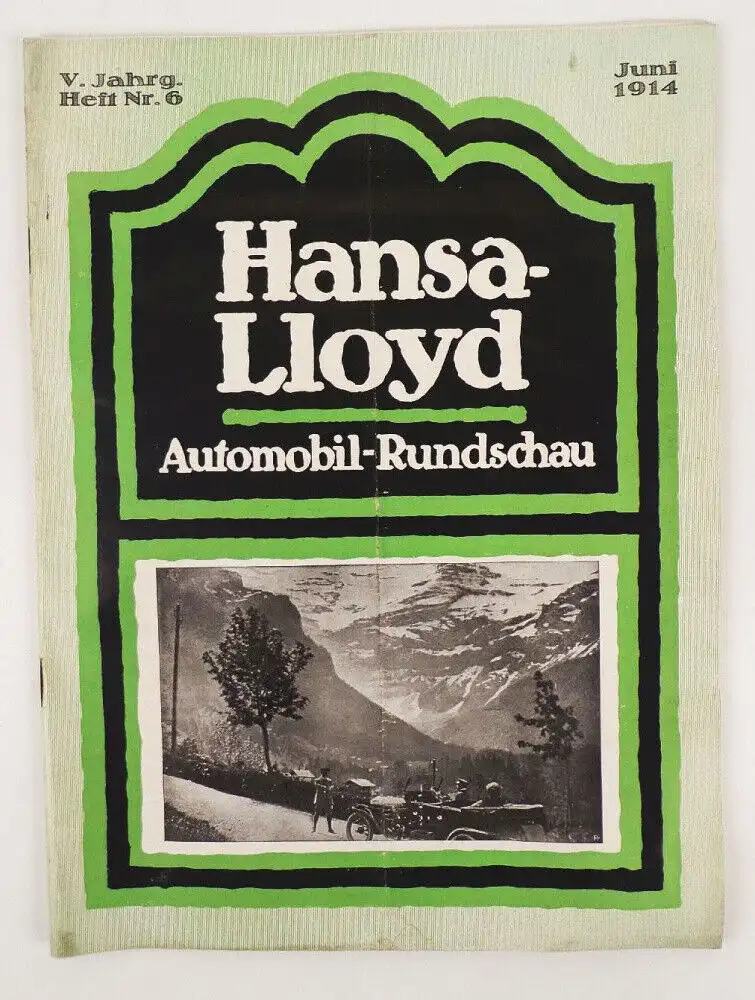 V. Jahrg.
Heft Nr. 6
Juni
1914
Hansa-
Lloyd
Automobil-Rundschau